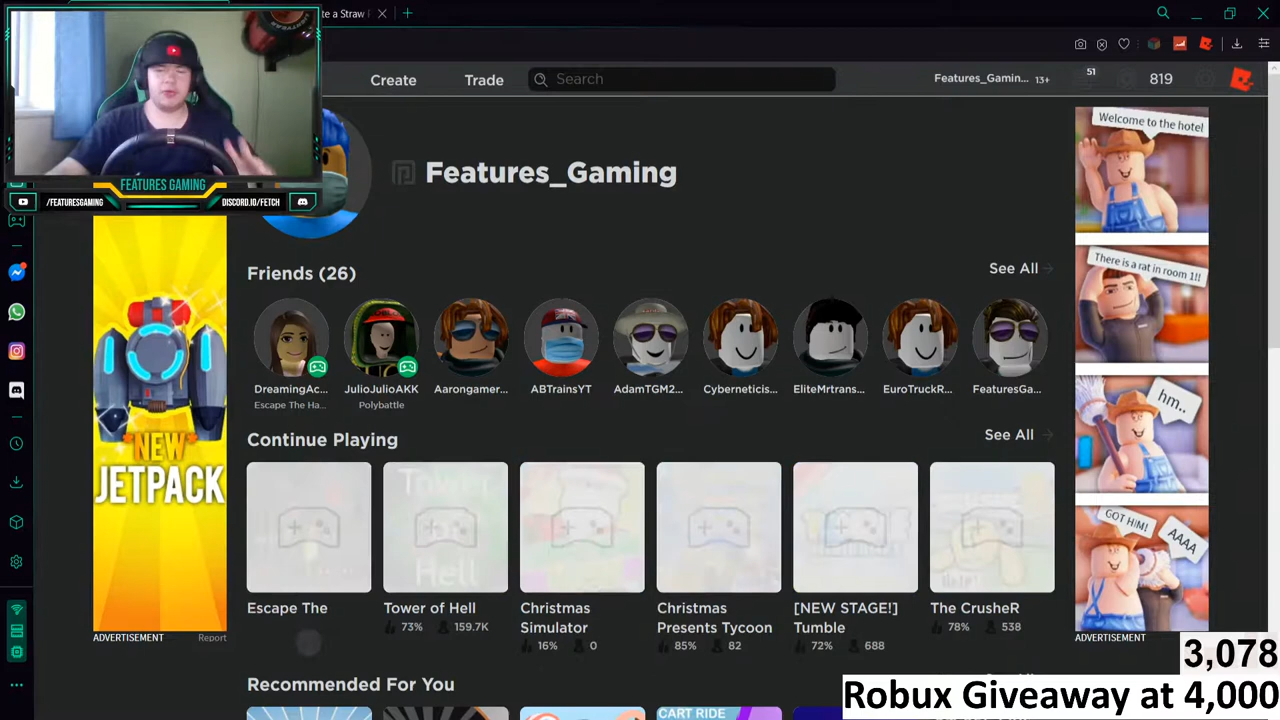 te a Straw
Create
Trade
Search
Features_Gamin...
13+
51
819
FEATURES GAMING
/FEATURESGAMING
DISCORD.IO/FETCH
Features_Gaming
Friends (26)
See All
DreamingAc...
Escape The Ha...
JulioJulioAKK
Polybattle
Aarongamer...
ABTrainsYT
AdamTGM2...
Cyberneticis...
EliteMrtrans...
EuroTruckR...
FeaturesGa...
Continue Playing
See All
Escape The
Tower of Hell
73% 159.7K
Christmas
Simulator
16% 0
Christmas
Presents Tycoon
85% 82
[NEW STAGE!]
Tumble
72% 688
The CrusheR
78% 538
Recommended For You
CART RIDE
NEW
JETPACK
ADVERTISEMENT
Report
Welcome to the hotel
There is a rat in room 1!!
hm..
GOT HIM!
AAAA
ADVERTISEMENT
3,078
Robux Giveaway at 4,000